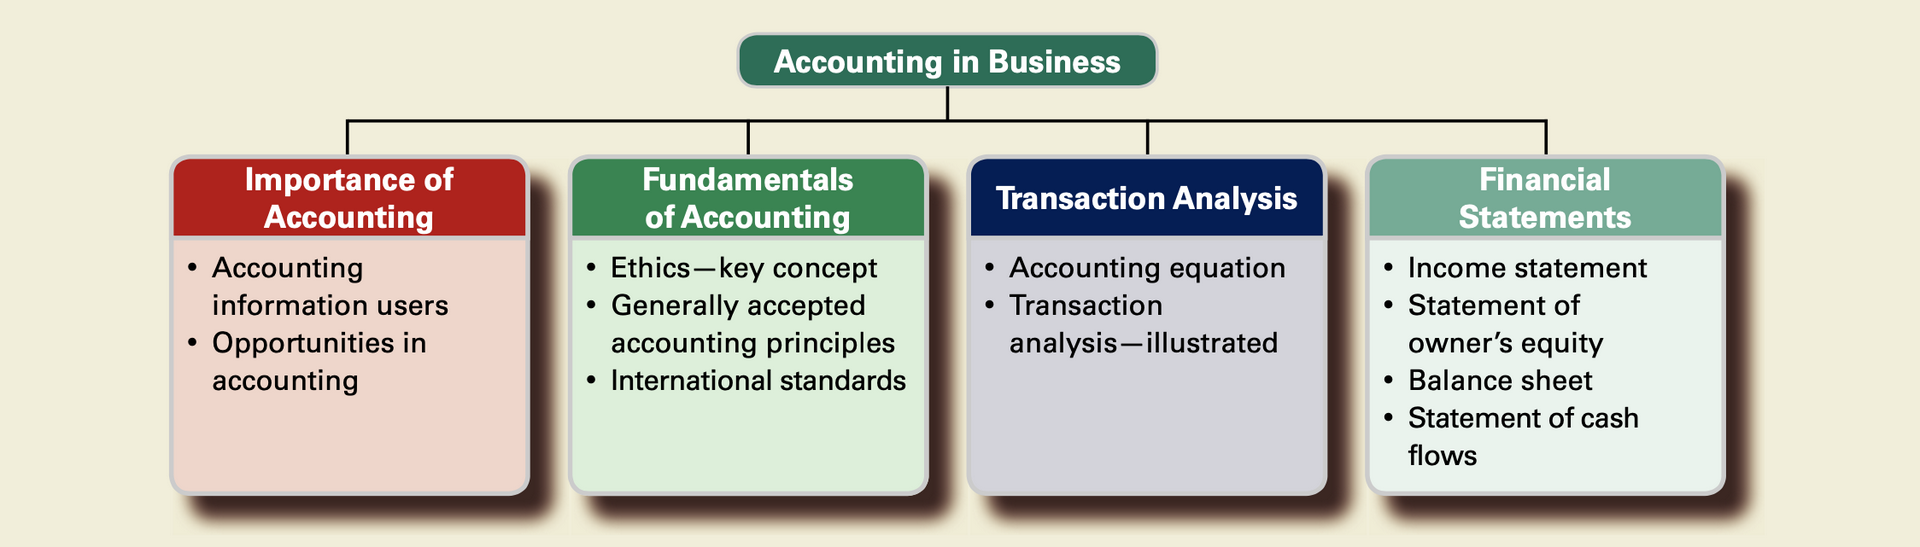 Accounting in Business
Importance of
Accounting
• Accounting
information users
• Opportunities in
accounting
Fundamentals
of Accounting
• Ethics—key concept
• Generally accepted
accounting principles
• International standards
Transaction Analysis
• Accounting equation
• Transaction
analysis—illustrated
Financial
Statements
• Income statement
• Statement of
owner’s equity
• Balance sheet
• Statement of cash
flows